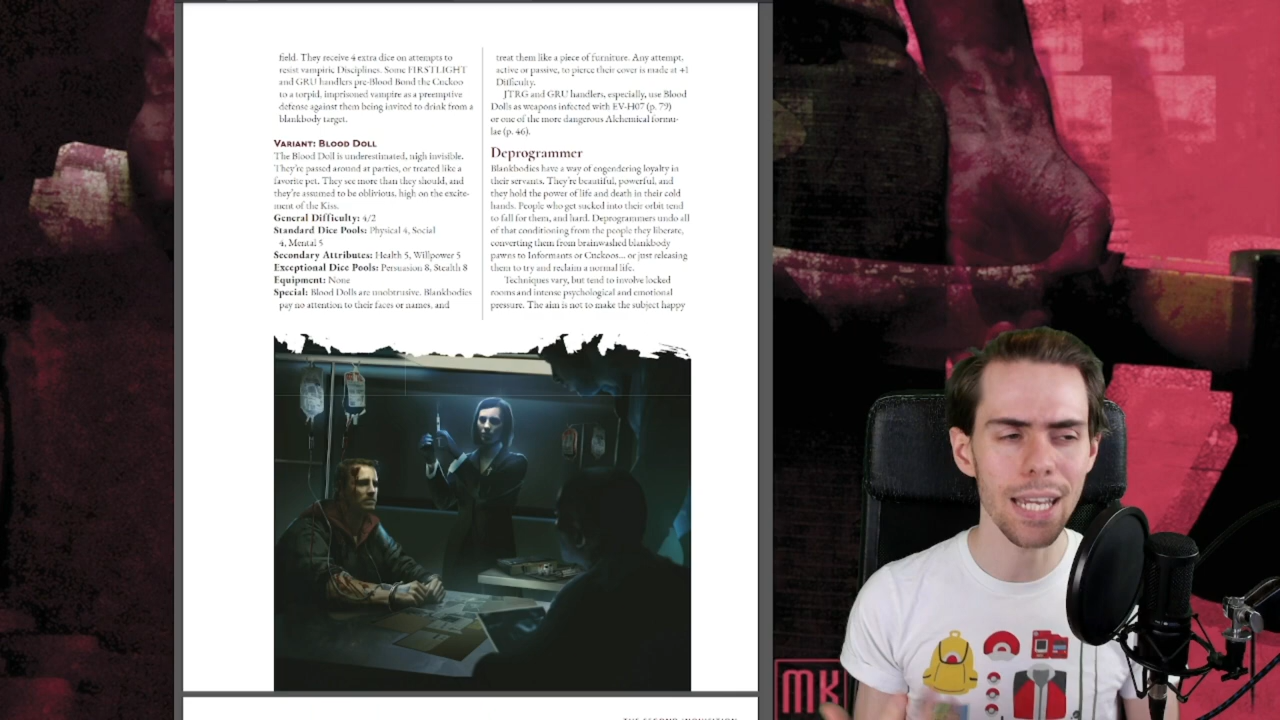 field. They receive 4 extra dice on attempts to
resist vampiric Disciplines. Some FIRSTLIGHT
and GRU handlers pre-Blood Bond the Cuckoo
to a torpid, imprisoned vampire as a preemptive
defense against them being invited to drink from a
blankbody target.
VARIANT: BLOOD DOLL
The Blood Doll is underestimated, nigh invisible.
They're passed around at parties, or treated like a
favorite pet. They see more than they should, and
they're assumed to be oblivious, high on the excite-
ment of the Kiss.
General Difficulty: 4/2
Standard Dice Pools: Physical 4, Social
4, Mental 5
Secondary Attributes: Health 5, Willpower 5
Exceptional Dice Pools: Persuasion 8, Stealth 8
Equipment: None
Special: Blood Dolls are unobtrusive. Blankbodies
pay no attention to their faces or names, and
treat them like a piece of furniture. Any attempt,
active or passive, to pierce their cover is made at +1
Difficulty.
JTRG and GRU handlers, especially, use Blood
Dolls as weapons infected with EV-H07 (p. 79)
or one of the more dangerous Alchemical formu-
lae (p. 46).
Deprogrammer
Blankbodies have a way of engendering loyalty in
their servants. They're beautiful, powerful, and
they hold the power of life and death in their cold
hands. People who get sucked into their orbit tend
to fall for them, and hard. Deprogrammers undo all
of that conditioning from the people they liberate,
converting them from brainwashed blankbody
pawns to Informants or Cuckoos... or just releasing
them to try and reclaim a normal life.
Techniques vary, but tend to involve locked
rooms and intense psychological and emotional
pressure. The aim is not to make the subject happy
MK